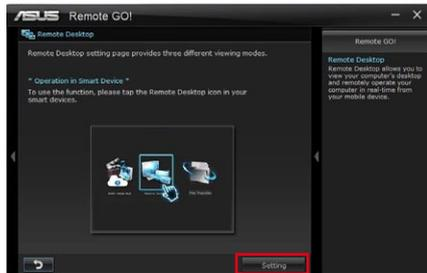 ASUS Remote GO!
Remote Desktop
Remote Desktop setting page provides three different viewing modes.
* Operation in Smart Device *
To use the function, please tap the Remote Desktop icon in your
smart devices.
File Transfer
Setting
Remote GO!
Remote Desktop
Remote Desktop allows you to
view your computer's desktop
and remotely operate your
computer in real-time from
your mobile device.